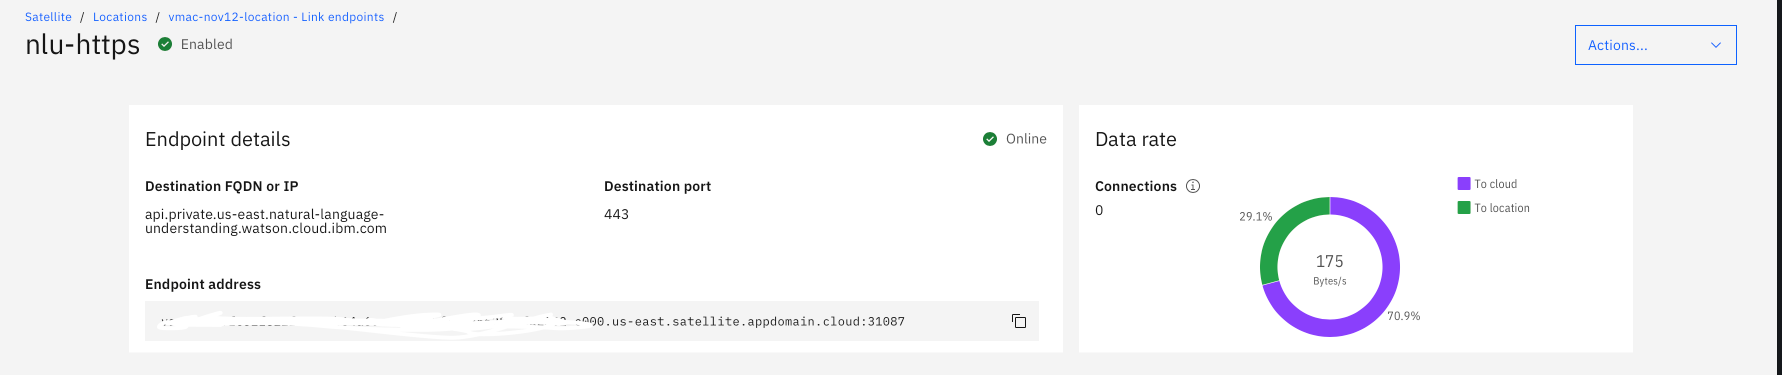 Satellite / Locations / vmac-nov12-location - Link endpoints /
nlu-https Enabled
Actions...
Endpoint details
Online
Destination FQDN or IP
api.private.us-east.natural-language-
understanding.watson.cloud.ibm.com
Destination port
443
Endpoint address
000.us-east.satellite.appdomain.cloud:31087
Data rate
Connections
0
To cloud
To location
29.1%
175
Bytes/s
70.9%